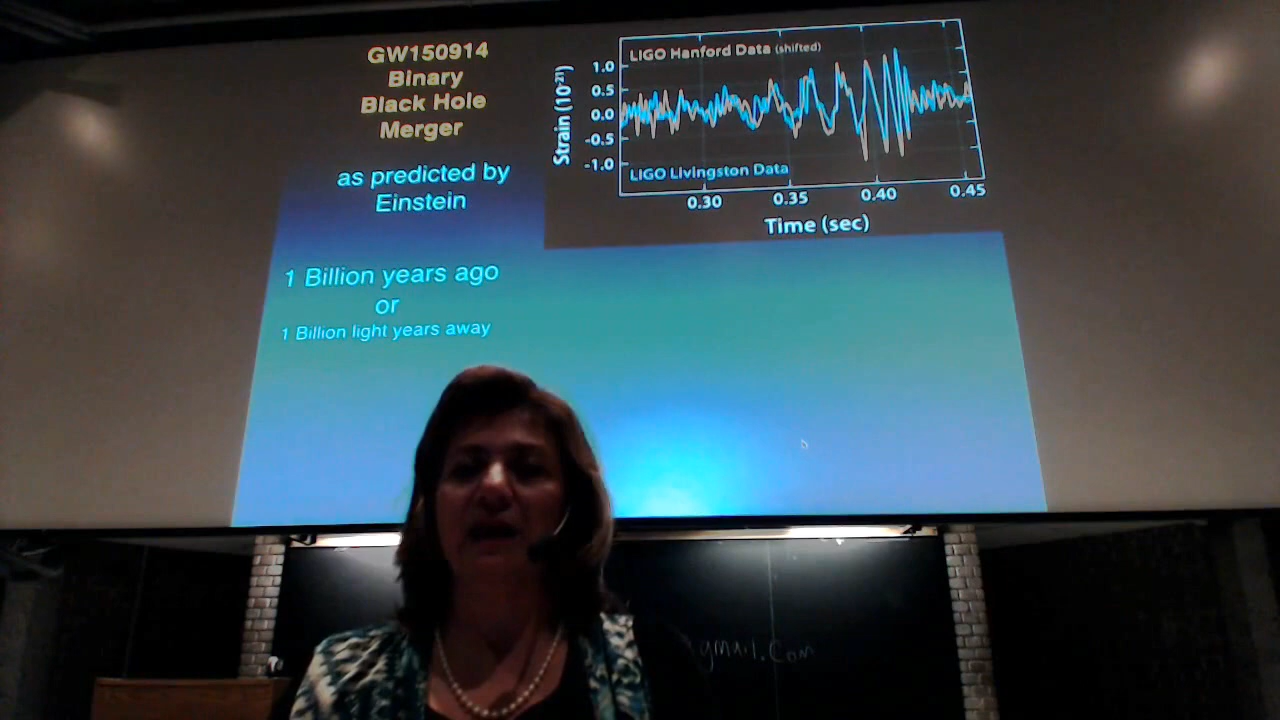 GW150914
Binary
Black Hole
Merger
as predicted by
Einstein
1 Billion years ago
or
1 Billion light years away
LIGO Hanford Data (shifted)
1.0
0.5
0.0
-0.5
-1.0
Strain (10-21)
LIGO Livingston Data
0.30 0.35 0.40 0.45
Time (sec)
gmail.com